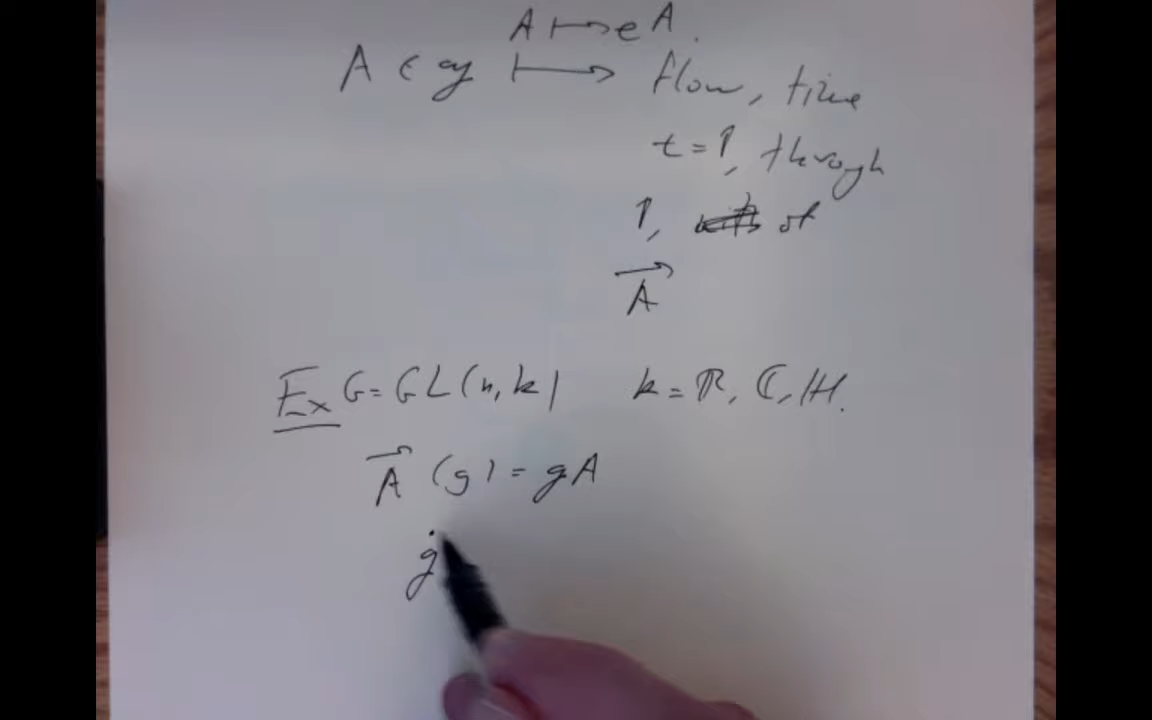 A ↦ e^A.
A ∈ 𝔤 ↦ flow, time
t = 1, through
1, of
A⃗
Ex G = GL(n, k) k = ℝ, ℂ, ℍ.
A⃗ (g) = gA
ġ